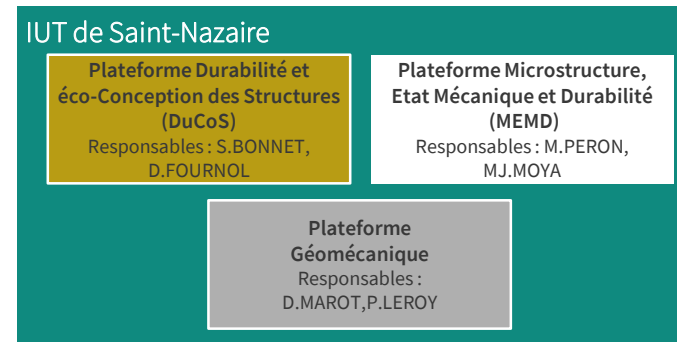 IUT de Saint-Nazaire
Plateforme Durabilité et
éco-Conception des Structures
(DuCoS)
Responsables : S.BONNET,
D.FOURNOL
Plateforme Microstructure,
Etat Mécanique et Durabilité
(MEMD)
Responsables : M.PERON,
MJ.MOYA
Plateforme
Géomécanique
Responsables :
D.MAROT,P.LEROY